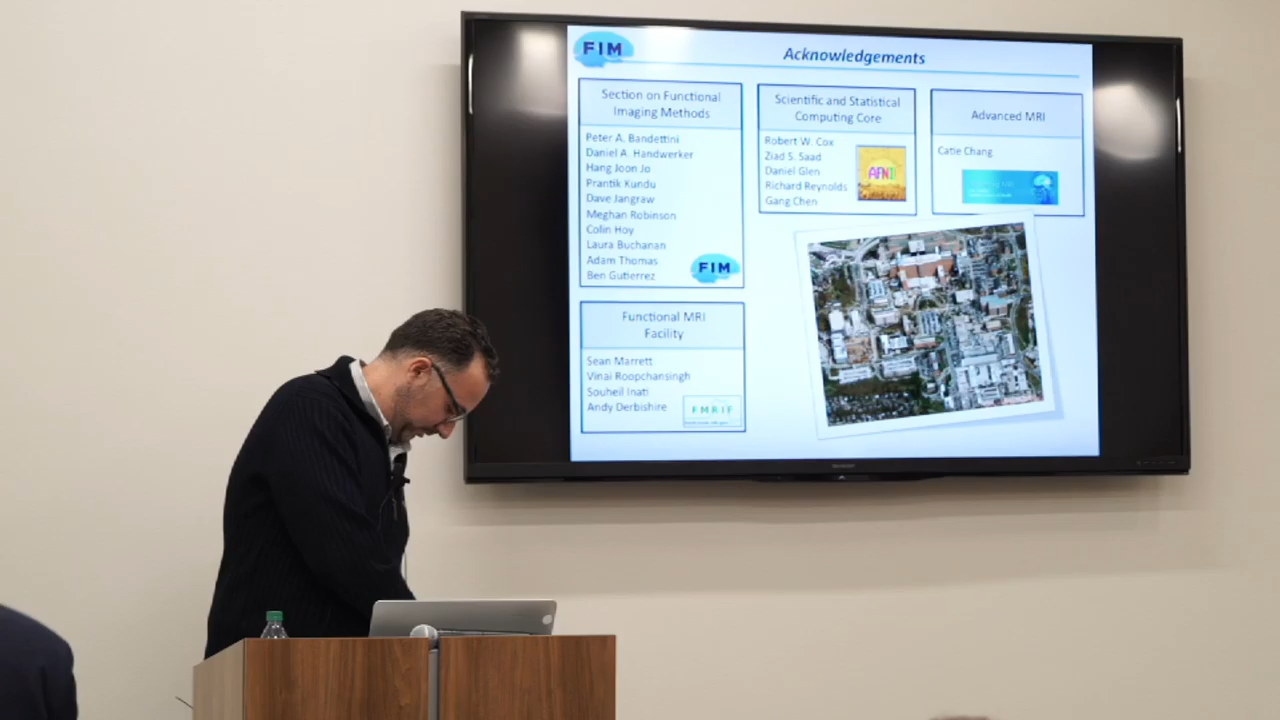 FIM
Acknowledgements
Section on Functional
Imaging Methods
Peter A. Bandettini
Daniel A. Handwerker
Hang Joon Jo
Prantik Kundu
Dave Jangraw
Meghan Robinson
Colin Hoy
Laura Buchanan
Adam Thomas
Ben Gutierrez
FIM
Scientific and Statistical
Computing Core
Robert W. Cox
Ziad S. Saad
Daniel Glen
Richard Reynolds
Gang Chen
AFNI
Advanced MRI
Catie Chang
Functional MRI
Facility
Sean Marrett
Vinai Roopchansingh
Souheil Inati
Andy Derbishire
FMRIF
SHARP